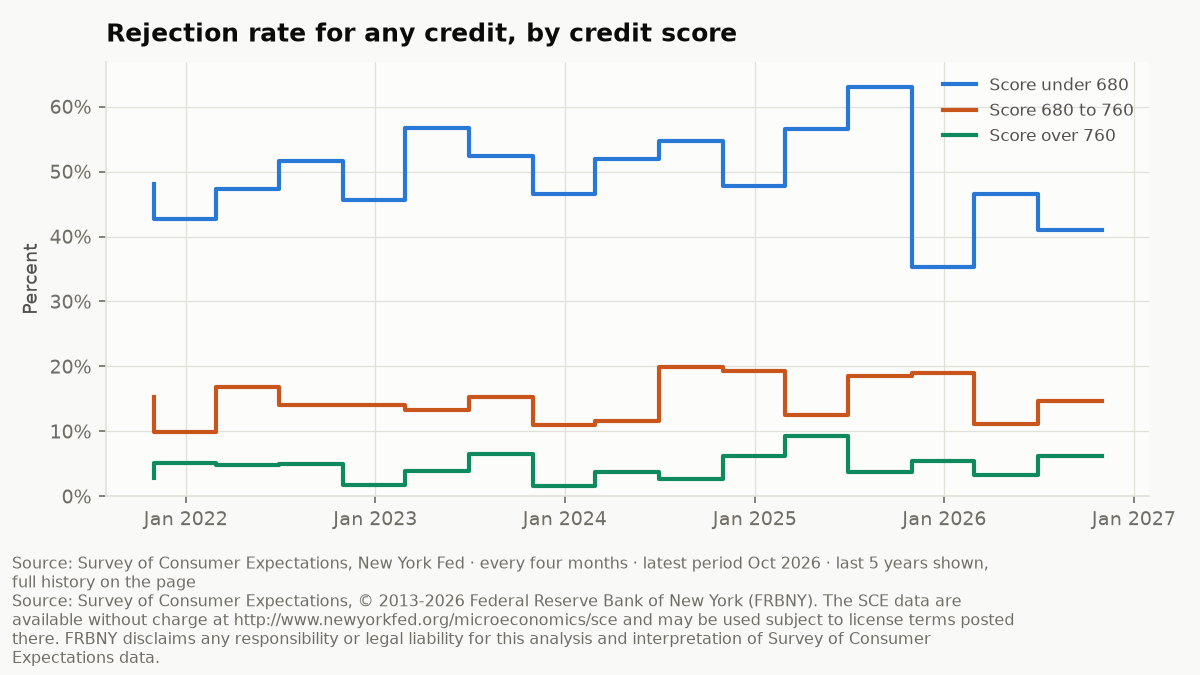 Rejection rate for any credit, by credit score
Score under 680
Score 680 to 760
Score over 760
Percent
60%
50%
40%
30%
20%
10%
0%
Jan 2022
Jan 2023
Jan 2024
Jan 2025
Jan 2026
Jan 2027
Source: Survey of Consumer Expectations, New York Fed · every four months · latest period Oct 2026 · last 5 years shown,
full history on the page
Source: Survey of Consumer Expectations, © 2013-2026 Federal Reserve Bank of New York (FRBNY). The SCE data are
available without charge at http://www.newyorkfed.org/microeconomics/sce and may be used subject to license terms posted
there. FRBNY disclaims any responsibility or legal liability for this analysis and interpretation of Survey of Consumer
Expectations data.